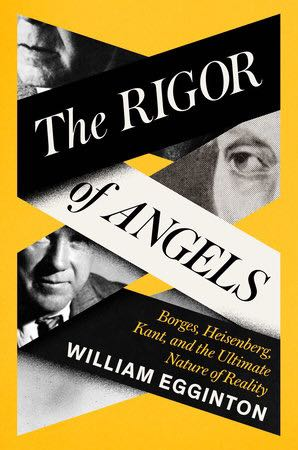 The RIGOR
of ANGELS
Borges, Heisenberg,
Kant, and the Ultimate
Nature of Reality
WILLIAM EGGINTON